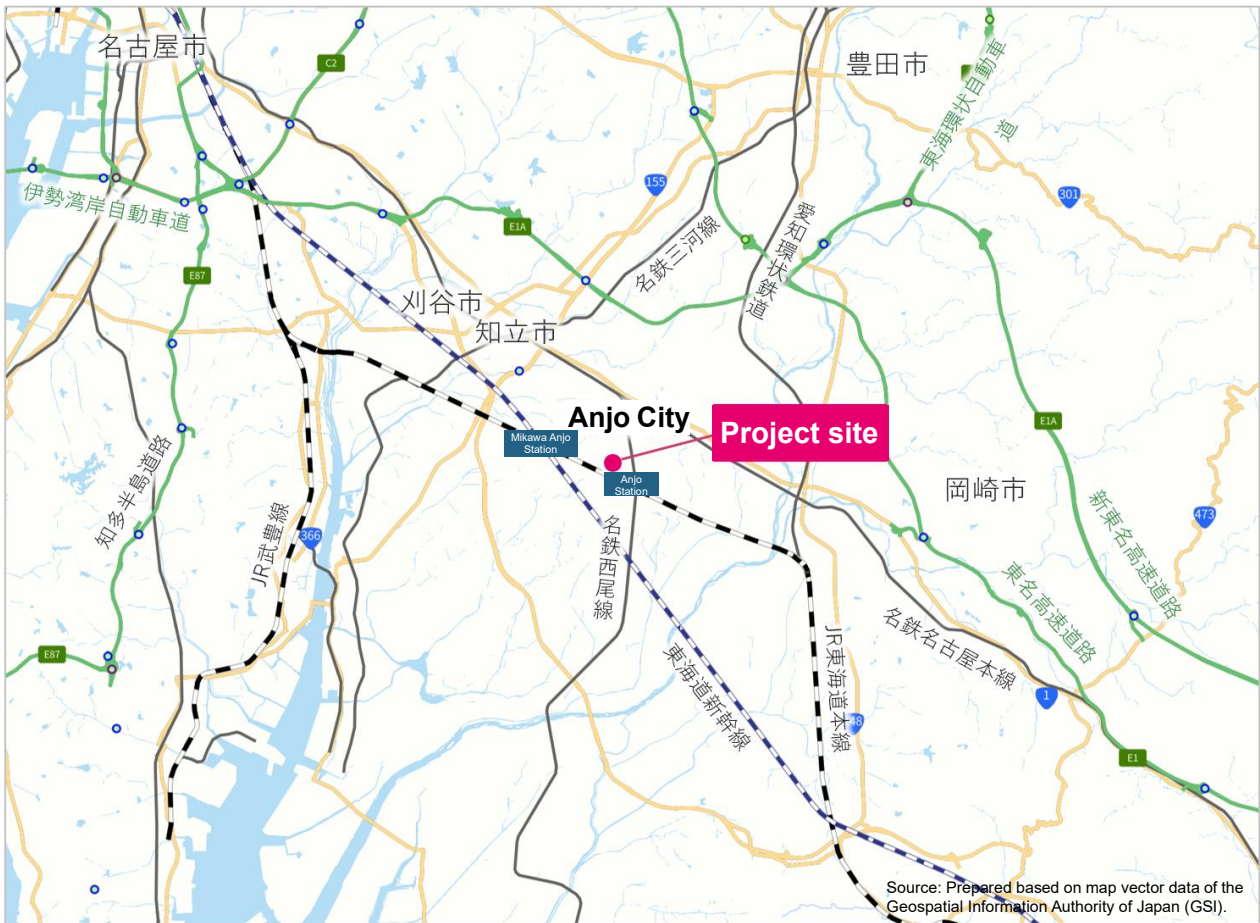 名古屋市
C2
豊田市
東海環状自動車道
伊勢湾岸自動車道
155
301
E1A
名鉄三河線
愛知環状鉄道
E87
刈谷市
知立市
Anjo City
Project site
Mikawa Anjo
Station
Anjo
Station
E1A
知多半島道路
JR武豊線
366
名鉄西尾線
岡崎市
473
新東名高速道路
東名高速道路
名鉄名古屋本線
JR東海道本線
東海道新幹線
E87
1
48
E1
Source: Prepared based on map vector data of the
Geospatial Information Authority of Japan (GSI).